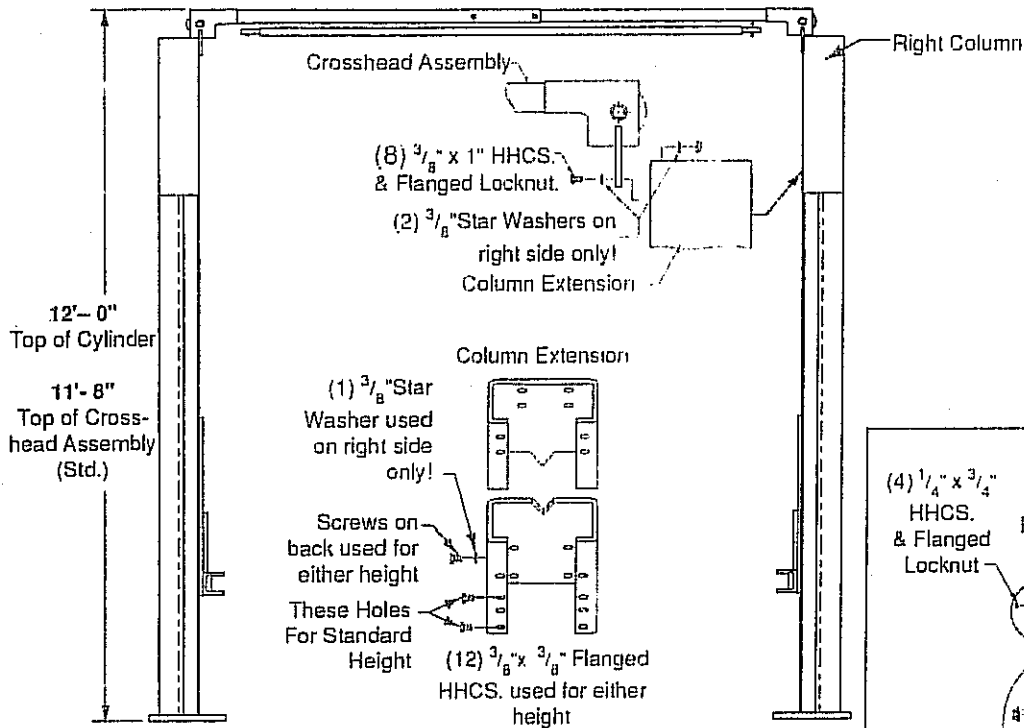 Right Column
Crosshead Assembly
(8) 3/8" x 1" HHCS.
& Flanged Locknut.
(2) 3/8"Star Washers on
right side only!
Column Extension
12'– 0"
Top of Cylinder
11'- 8"
Top of Cross-
head Assembly
(Std.)
Column Extension
(1) 3/8"Star
Washer used
on right side
only!
Screws on
back used for
either height
These Holes
For Standard
Height
(12) 3/8"x 3/8" Flanged
HHCS. used for either
height
(4) 1/4" x 3/4"
HHCS.
& Flanged
Locknut